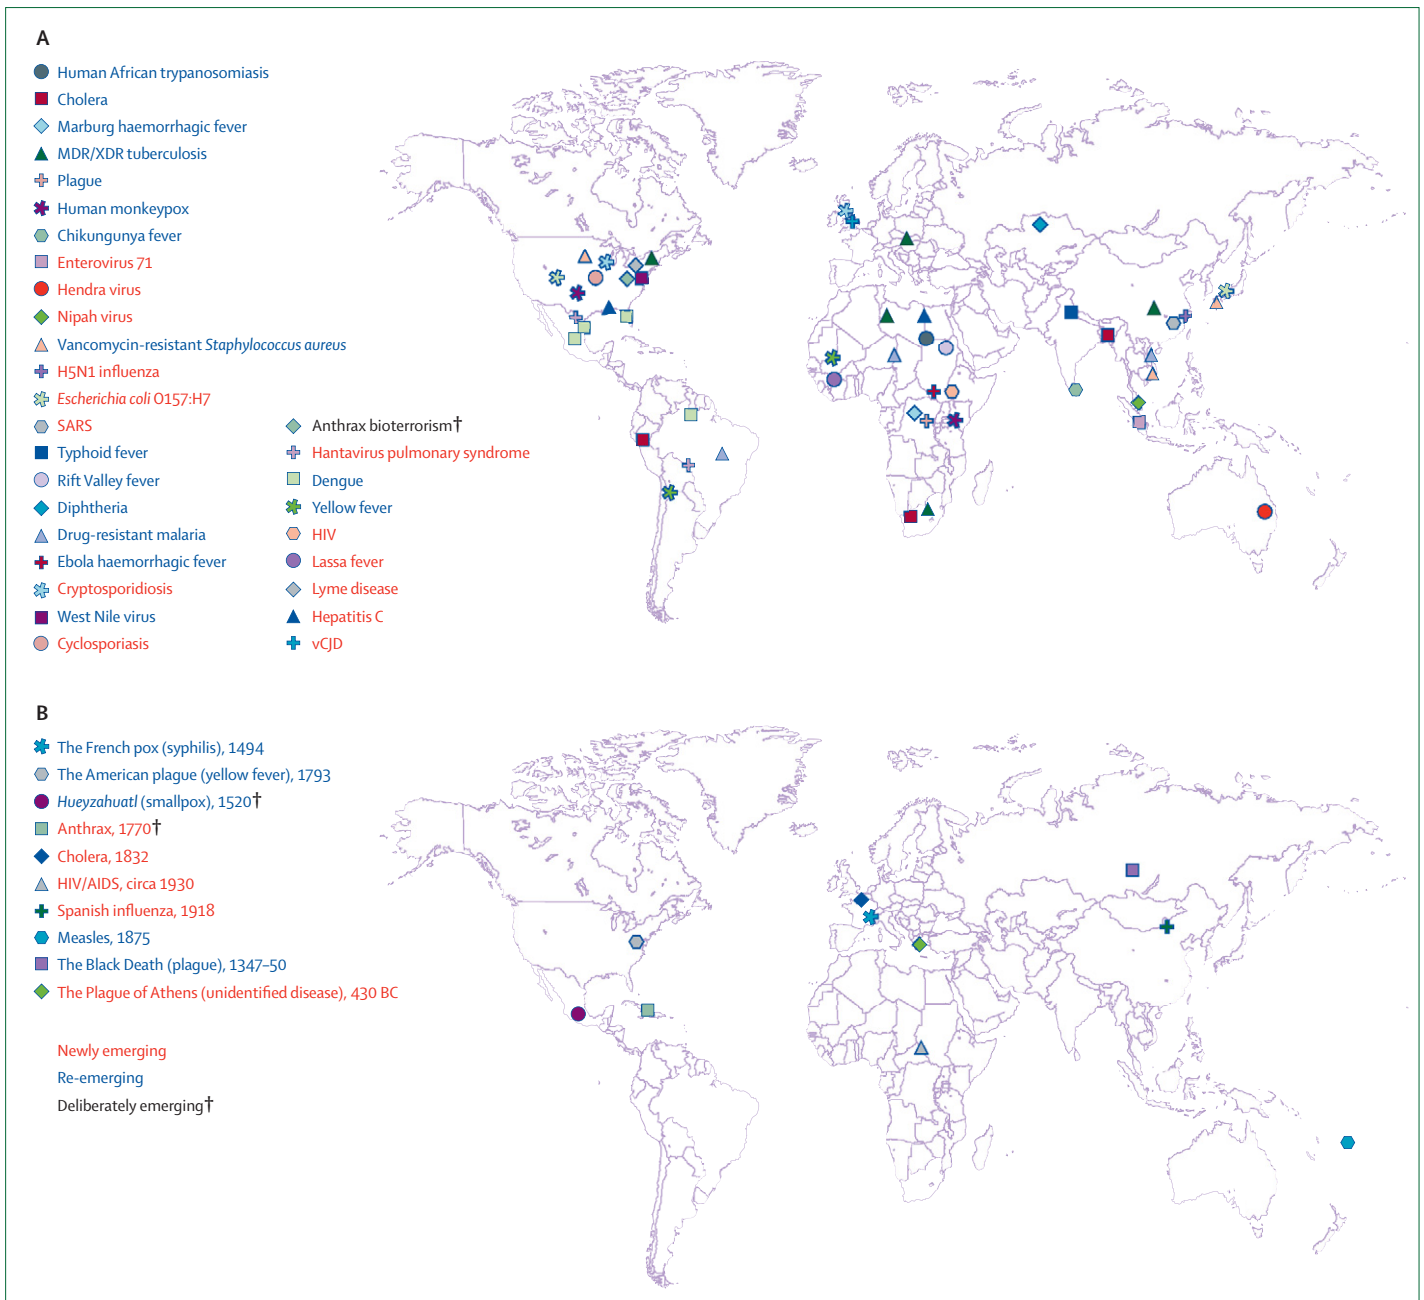 A
Human African trypanosomiasis
Cholera
Marburg haemorrhagic fever
MDR/XDR tuberculosis
Plague
Human monkeypox
Chikungunya fever
Enterovirus 71
Hendra virus
Nipah virus
Vancomycin-resistant Staphylococcus aureus
H5N1 influenza
Escherichia coli O157:H7
SARS
Typhoid fever
Rift Valley fever
Diphtheria
Drug-resistant malaria
Ebola haemorrhagic fever
Cryptosporidiosis
West Nile virus
Cyclosporiasis
Anthrax bioterrorism†
Hantavirus pulmonary syndrome
Dengue
Yellow fever
HIV
Lassa fever
Lyme disease
Hepatitis C
vCJD
B
The French pox (syphilis), 1494
The American plague (yellow fever), 1793
Hueyzahuatl (smallpox), 1520†
Anthrax, 1770†
Cholera, 1832
HIV/AIDS, circa 1930
Spanish influenza, 1918
Measles, 1875
The Black Death (plague), 1347–50
The Plague of Athens (unidentified disease), 430 BC
Newly emerging
Re-emerging
Deliberately emerging†